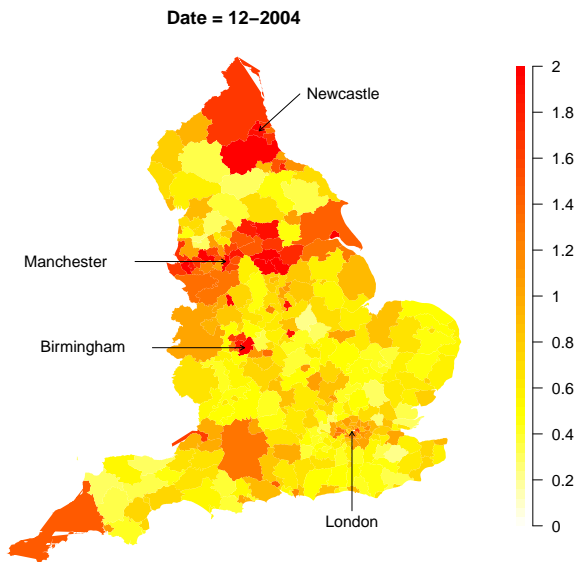 Date = 12−2004
Newcastle
Manchester
Birmingham
London
2
1.8
1.6
1.4
1.2
1
0.8
0.6
0.4
0.2
0